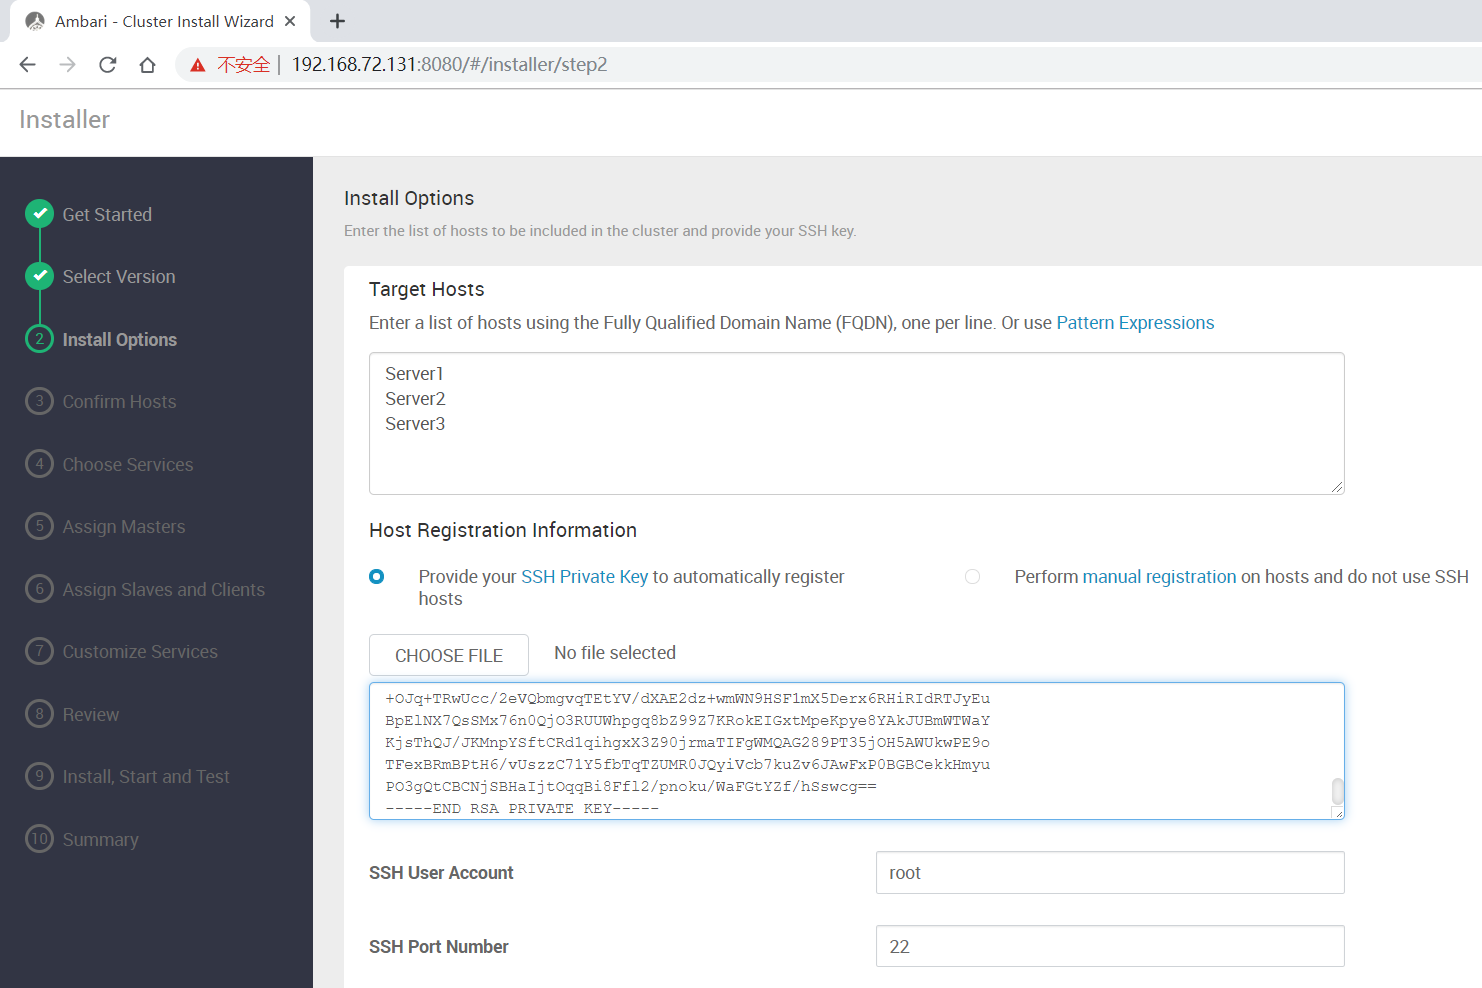 Ambari - Cluster Install Wizard
不安全 | 192.168.72.131:8080/#/installer/step2
Installer
Get Started
Select Version
2 Install Options
3 Confirm Hosts
4 Choose Services
5 Assign Masters
6 Assign Slaves and Clients
7 Customize Services
8 Review
9 Install, Start and Test
10 Summary
Install Options
Enter the list of hosts to be included in the cluster and provide your SSH key.
Target Hosts
Enter a list of hosts using the Fully Qualified Domain Name (FQDN), one per line. Or use Pattern Expressions
Server1
Server2
Server3
Host Registration Information
Provide your SSH Private Key to automatically register
hosts
Perform manual registration on hosts and do not use SSH
CHOOSE FILE
No file selected
+OJq+TRwUcc/2eVQbmgvqTEtYV/dXAE2dz+wmWN9HSF1mX5Derx6RHiRIdRTJyEu
BpElNX7QsSMx76n0QjO3RUUWhpgq8bZ99Z7KRokEIGxtMpeKpye8YAkJUBmWTWaY
KjsThQJ/JKMnpYSftCRd1qihgxX3Z90jrmaTIFgWMQAG289PT35jOH5AWUkwPE9o
TFexBRmBPtH6/vUszzC71Y5fbTqTZUMR0JQyiVcb7kuZv6JAwFxP0BGBCekkHmyu
PO3gQtCBCNjSBHaIjtOqqBi8Ffl2/pnoku/WaFGtYZf/hSswcg==
-----END RSA PRIVATE KEY-----
SSH User Account
root
SSH Port Number
22